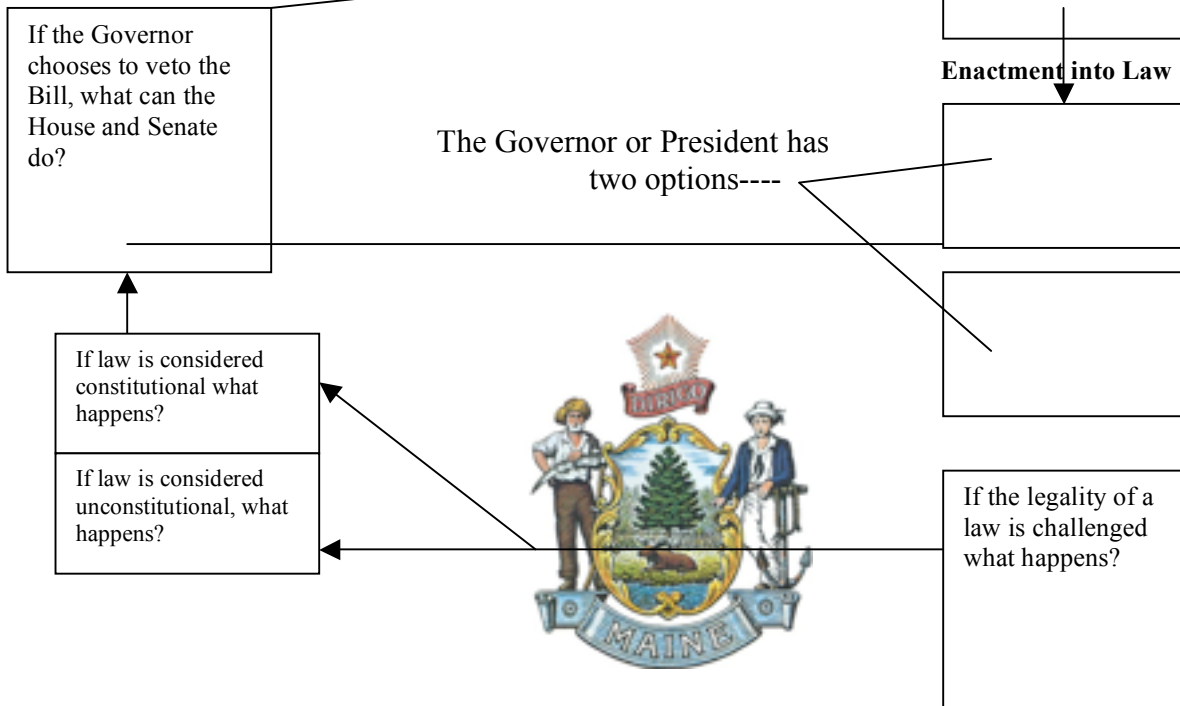 If the Governor
chooses to veto the
Bill, what can the
House and Senate
do?
Enactment into Law
The Governor or President has
two options----
If law is considered
constitutional what
happens?
If law is considered
unconstitutional, what
happens?
DIRIGO
MAINE
If the legality of a
law is challenged
what happens?